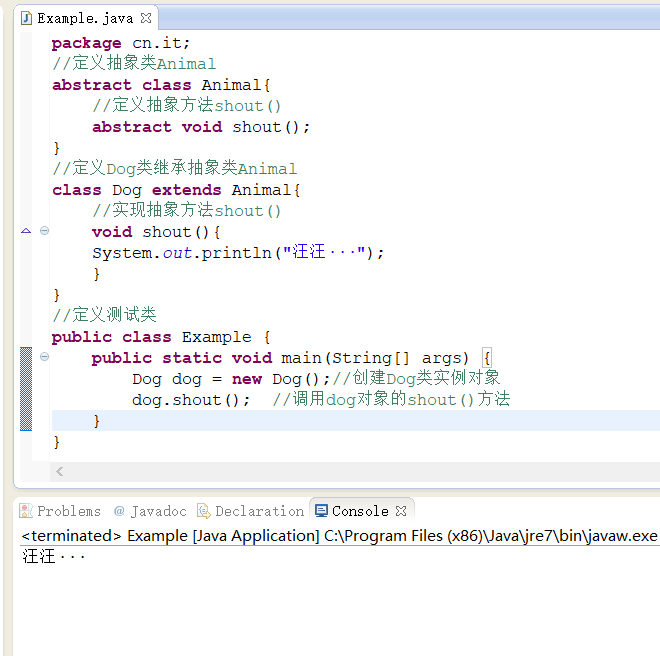 Example.java
package cn.it;
//定义抽象类Animal
abstract class Animal{
//定义抽象方法shout()
abstract void shout();
}
//定义Dog类继承抽象类Animal
class Dog extends Animal{
//实现抽象方法shout()
void shout(){
System.out.println("汪汪···");
}
}
//定义测试类
public class Example {
public static void main(String[] args) {
Dog dog = new Dog();//创建Dog类实例对象
dog.shout();  //调用dog对象的shout()方法
}
}
Problems @ Javadoc Declaration Console
<terminated> Example [Java Application] C:\Program Files (x86)\Java\jre7\bin\javaw.exe
汪汪···